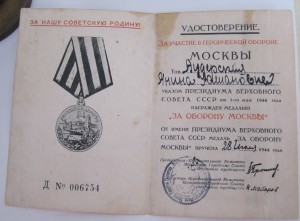 ЗА НАШУ СОВЕТСКУЮ РОДИНУ!
Д № 006754
УДОСТОВЕРЕНИЕ.
ЗА УЧАСТИЕ В ГЕРОИЧЕСКОЙ ОБОРОНЕ
МОСКВЫ
Тов.
УКАЗОМ ПРЕЗИДИУМА ВЕРХОВНОГО
СОВЕТА СССР от 1-го мая 1944 года
НАГРАЖДЕН МЕДАЛЬЮ
„ЗА ОБОРОНУ МОСКВЫ"
ОТ ИМЕНИ ПРЕЗИДИУМА ВЕРХОВНОГО
СОВЕТА СССР МЕДАЛЬ „ЗА ОБОРОНУ
МОСКВЫ" ВРУЧЕНА 28 1944 года